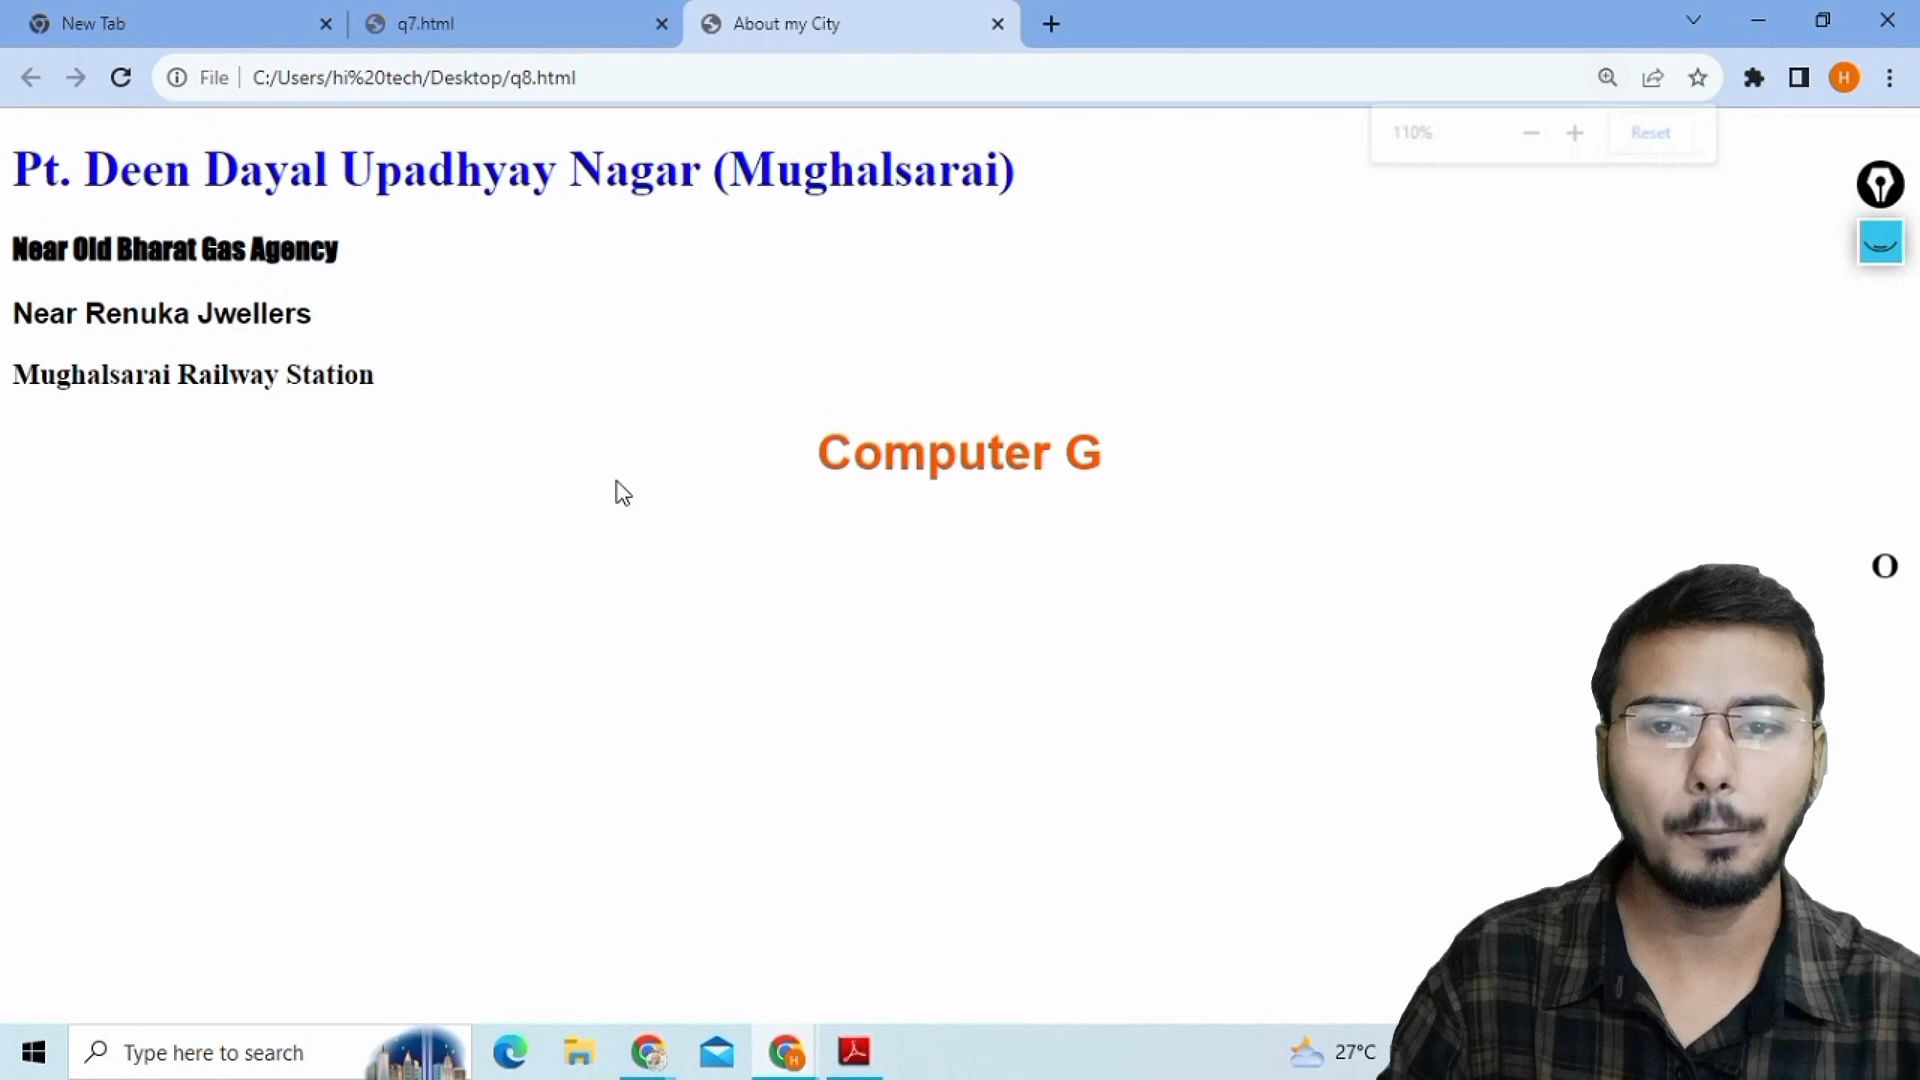 New Tab
q7.html
About my City
File
C:/Users/hi%20tech/Desktop/q8.html
H
110%
Reset
Pt. Deen Dayal Upadhyay Nagar (Mughalsarai)
Near Old Bharat Gas Agency
Near Renuka Jwellers
Mughalsarai Railway Station
Computer G
O
Type here to search
H
27°C